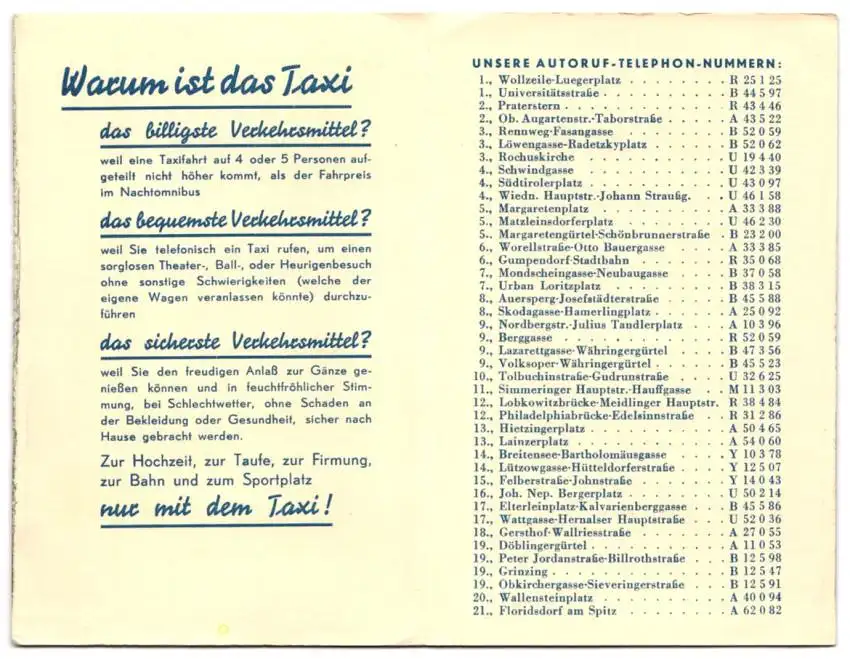 Warum ist das Taxi
das billigste Verkehrsmittel?
weil eine Taxifahrt auf 4 oder 5 Personen auf-
geteilt nicht höher kommt, als der Fahrpreis
im Nachtomnibus
das bequemste Verkehrsmittel?
weil Sie telefonisch ein Taxi rufen, um einen
sorglosen Theater-, Ball-, oder Heurigenbesuch
ohne sonstige Schwierigkeiten (welche der
eigene Wagen veranlassen könnte) durchzu-
führen
das sicherste Verkehrsmittel?
weil Sie den freudigen Anlaß zur Gänze ge-
nießen können und in feuchtfröhlicher Stim-
mung, bei Schlechtwetter, ohne Schaden an
der Bekleidung oder Gesundheit, sicher nach
Hause gebracht werden.
Zur Hochzeit, zur Taufe, zur Firmung,
zur Bahn und zum Sportplatz
nur mit dem Taxi!
UNSERE AUTORUF-TELEPHON-NUMMERN:
1., Wollzeile-Luegerplatz . . . . . . . . . R 25 1 25
1., Universitätsstraße . . . . . . . . . . B 44 5 97
2., Praterstern . . . . . . . . . . . . . R 43 4 46
2., Ob. Augartenstr.-Taborstraße . . . . . A 43 5 22
3., Rennweg-Fasangasse . . . . . . . . . B 52 0 59
3., Löwengasse-Radetzkyplatz . . . . . . . B 52 0 62
3., Rochuskirche . . . . . . . . . . . . U 19 4 40
4., Schwindgasse . . . . . . . . . . . . U 42 3 39
4., Südtirolerplatz . . . . . . . . . . . U 43 0 97
4., Wiedn. Hauptstr.-Johann Straußg. . . . U 46 1 58
5., Margaretenplatz . . . . . . . . . . . A 33 3 88
5., Matzleinsdorferplatz . . . . . . . . . U 46 2 30
5.. Margaretengürtel-Schönbrunnerstraße . B 23 2 00
6., Worellstraße-Otto Bauergasse . . . . . A 33 3 85
6., Gumpendorf-Stadtbahn . . . . . . . . R 35 0 68
7., Mondscheingasse-Neubaugasse . . . . . B 37 0 58
7., Urban Loritzplatz . . . . . . . . . . B 38 3 15
8., Auersperg-Josefstädterstraße . . . . . . B 45 5 88
8., Skodagasse-Hamerlingplatz . . . . . . A 25 0 92
9., Nordbergstr.-Julius Tandlerplatz . . . . A 10 3 96
9., Berggasse . . . . . . . . . . . . . . R 52 0 59
9., Lazarettgasse-Währingergürtel . . . . B 47 3 56
9., Volksoper-Währingergürtel . . . . . . B 45 5 23
10., Tolbuchinstraße-Gudrunstraße . . . . . U 32 6 25
11., Simmeringer Hauptstr.-Hauffgasse . . M 11 3 03
12., Lobkowitzbrücke-Meidlinger Hauptstr. R 38 4 84
12., Philadelphiabrücke-Edelsinnstraße . . R 31 2 86
13., Hietzingerplatz . . . . . . . . . . . A 50 4 65
13., Lainzerplatz . . . . . . . . . . . . A 54 0 60
14., Breitensee-Bartholomäusgasse . . . . Y 10 3 78
14., Lützowgasse-Hütteldorferstraße . . . . Y 12 5 07
15., Felberstraße-Johnstraße . . . . . . . Y 14 0 43
16., Joh. Nep. Bergerplatz . . . . . . . . U 50 2 14
17., Elterleinplatz-Kalvarienberggasse . . . B 45 5 86
17., Wattgasse-Hernalser Hauptstraße . . . U 52 0 36
18., Gersthof-Wallriesstraße . . . . . . . A 27 0 55
19., Döblingergürtel . . . . . . . . . . . A 11 0 53
19., Peter Jordanstraße-Billrothstraße . . . B 12 5 98
19., Grinzing . . . . . . . . . . . . . . B 12 5 47
19., Obkirchergasse-Sieveringerstraße . . . B 12 5 91
20., Wallensteinplatz . . . . . . . . . . A 40 0 94
21., Floridsdorf am Spitz . . . . . . . . . A 62 0 82